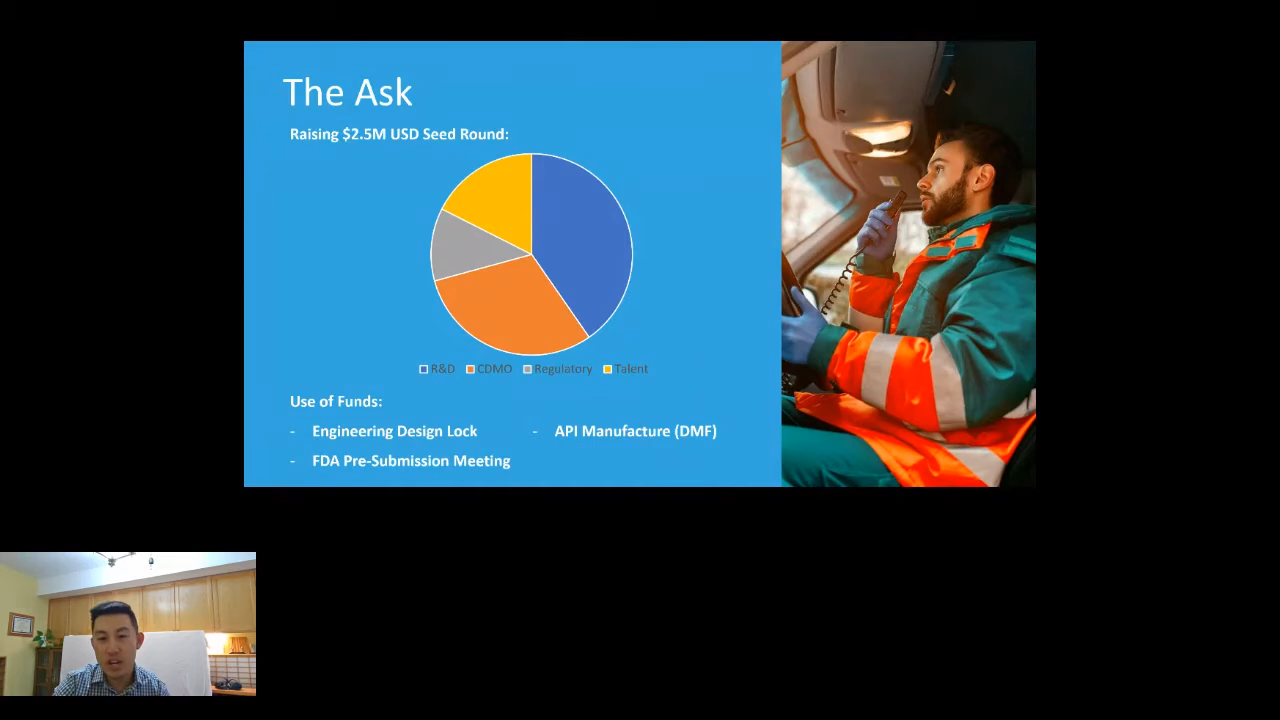 The Ask
Raising $2.5M USD Seed Round:
R&D CDMO Regulatory Talent
Use of Funds:
- Engineering Design Lock - API Manufacture (DMF)
- FDA Pre-Submission Meeting